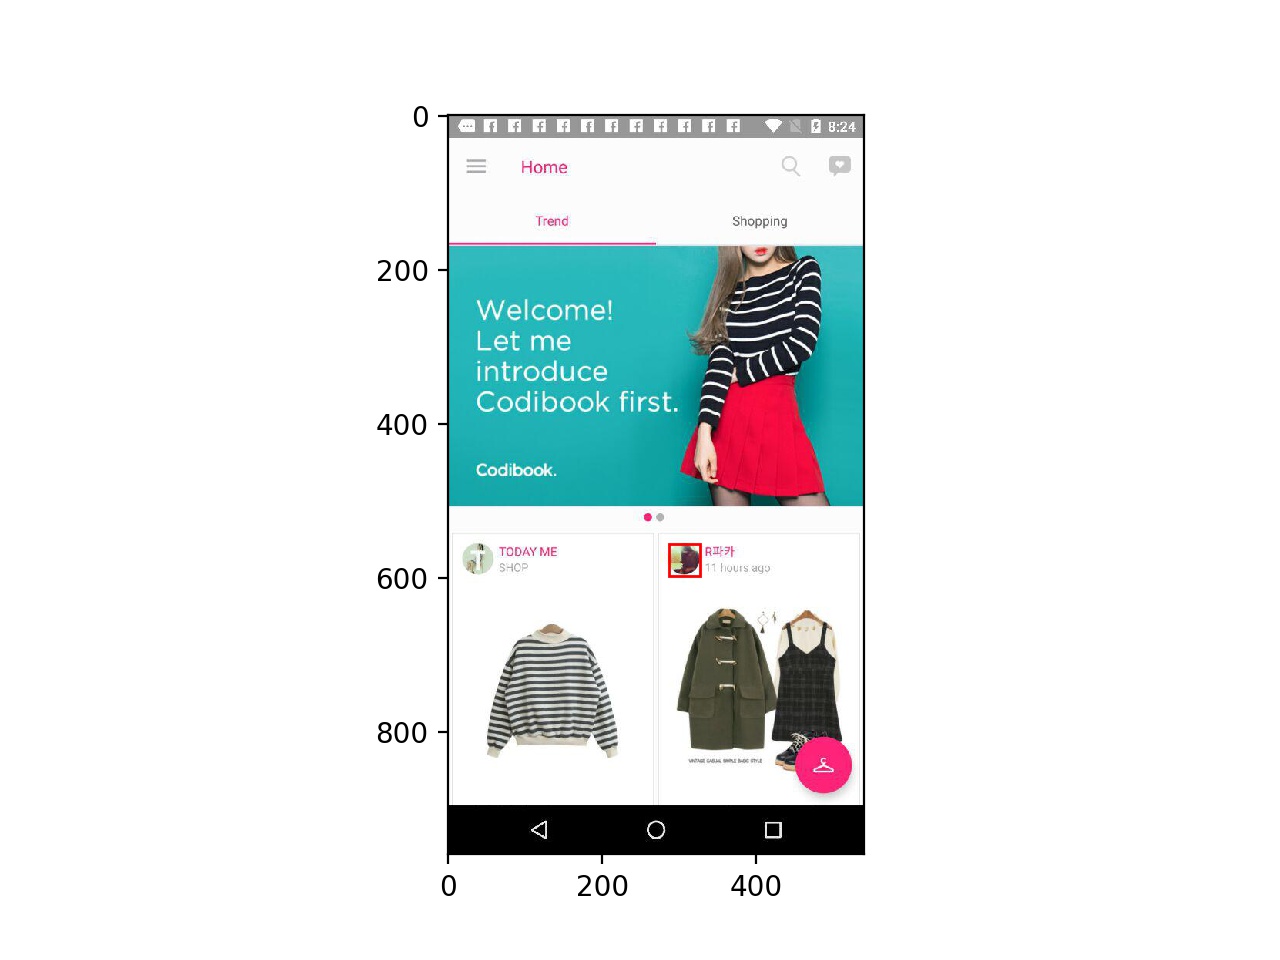 0
200
400
600
800
8:24
Home
Trend
Shopping
Welcome!
Let me
introduce
Codibook first.
Codibook.
TODAY ME
SHOP
R파카
11 hours ago
VINTAGE CASUAL SIMPLE BASIC STYLE
0
200
400